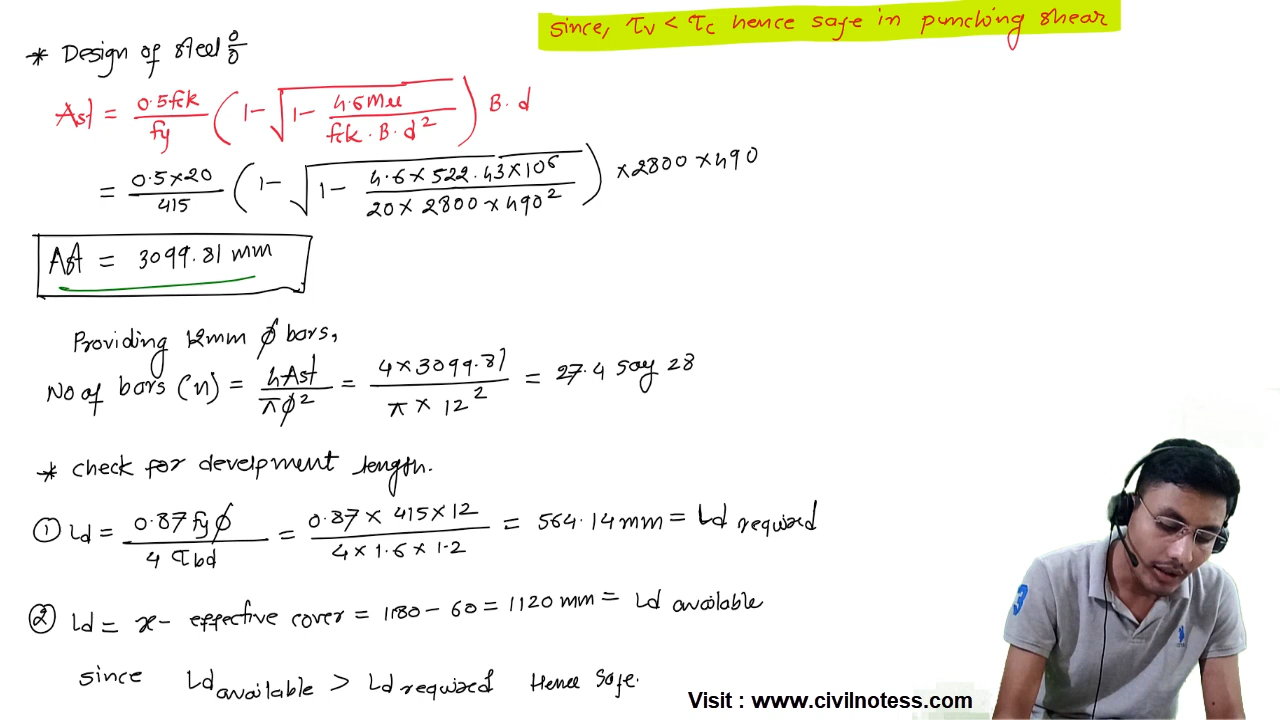 since, τv < τc hence safe in punching shear
* Design of steel %
Ast = 0.5fck/fy (1-√(1- 4.6Mu/fck.B.d²)) B.d
= 0.5×20/415 (1-√(1- 4.6×522.43×10⁶/20×2800×490²)) ×2800×490
Ast = 3099.81 mm
Providing 12mm ϕ bars,
No of bars (n) = 4Ast/πϕ² = 4×3099.81/π×12² = 27.4 say 28
* check for develpment length.
① Ld = 0.87fyϕ/4τbd = 0.87×415×12/4×1.6×1.2 = 564.14mm = Ld required
② Ld = x- effective cover = 1180-60 = 1120mm = Ld available
since Ld available > Ld required Hence Safe.
3
Visit : www.civilnotess.com